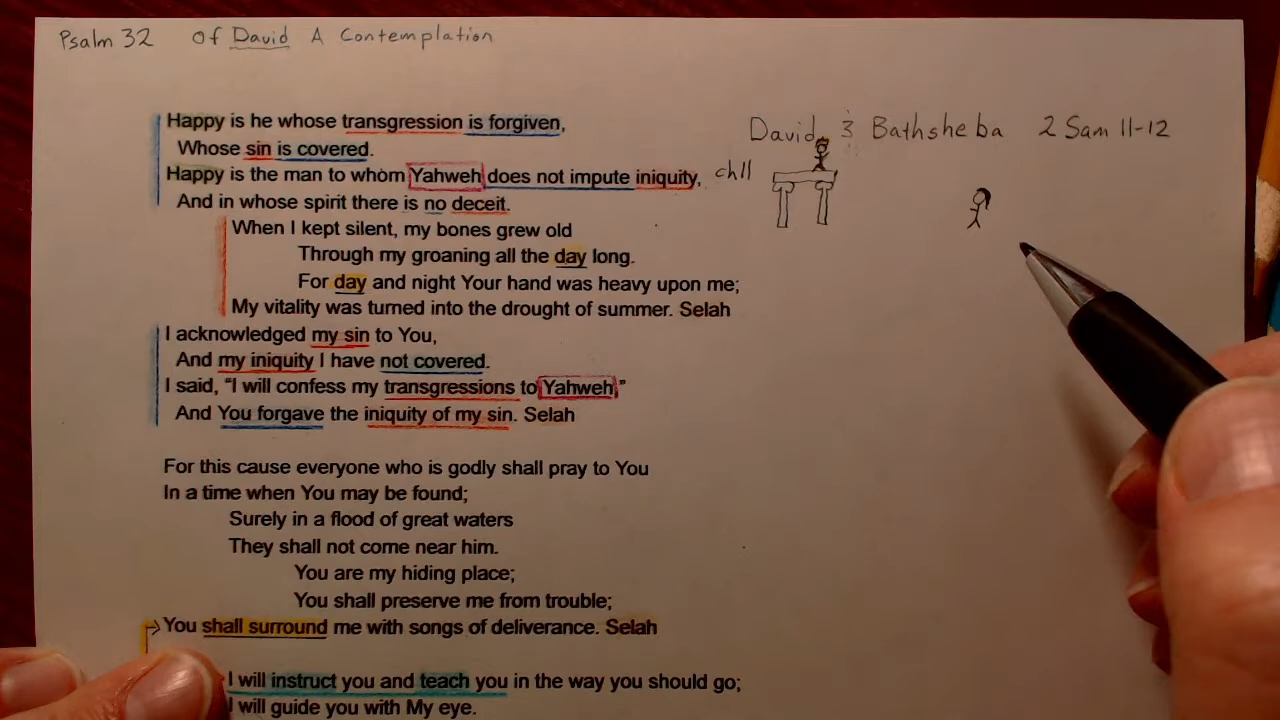 Psalm 32 Of David A Contemplation
Happy is he whose transgression is forgiven,
Whose sin is covered.
Happy is the man to whom Yahweh does not impute iniquity,
And in whose spirit there is no deceit.
When I kept silent, my bones grew old
Through my groaning all the day long.
For day and night Your hand was heavy upon me;
My vitality was turned into the drought of summer. Selah
I acknowledged my sin to You,
And my iniquity I have not covered.
I said, “I will confess my transgressions to Yahweh,”
And You forgave the iniquity of my sin. Selah
For this cause everyone who is godly shall pray to You
In a time when You may be found;
Surely in a flood of great waters
They shall not come near him.
You are my hiding place;
You shall preserve me from trouble;
You shall surround me with songs of deliverance. Selah
I will instruct you and teach you in the way you should go;
I will guide you with My eye.
David Bathsheba 2 Sam 11-12
ch11